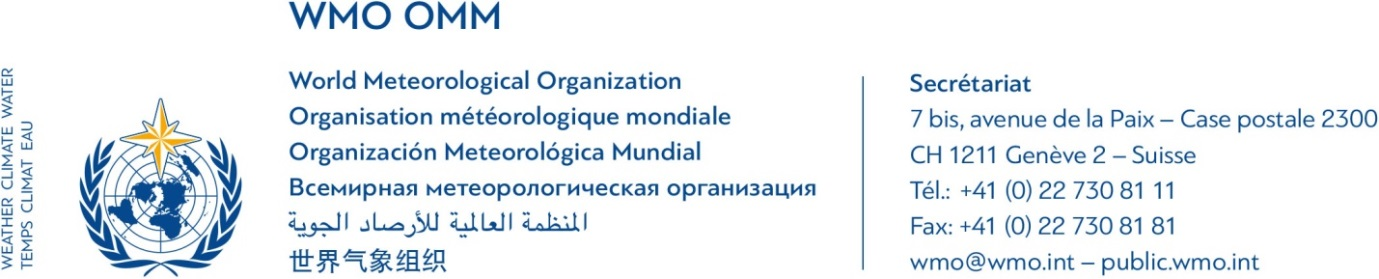 WEATHER CLIMATE WATER
TEMPS CLIMAT EAU
WMO OMM
World Meteorological Organization
Organisation météorologique mondiale
Organización Meteorológica Mundial
Всемирная метеорологическая организация
المنظمة العالمية للأرصاد الجوية
世界气象组织
Secrétariat
7 bis, avenue de la Paix – Case postale 2300
CH 1211 Genève 2 – Suisse
Tél.: +41 (0) 22 730 81 11
Fax: +41 (0) 22 730 81 81
wmo@wmo.int – public.wmo.int